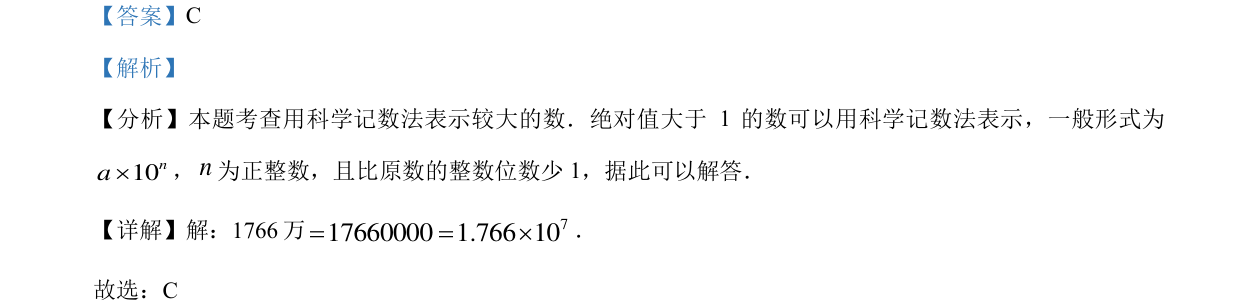 【答案】C
【解析】
【分析】本题考查用科学记数法表示较大的数．绝对值大于 1 的数可以用科学记数法表示，一般形式为
a×10ⁿ，n 为正整数，且比原数的整数位数少 1，据此可以解答．
【详解】解：1766 万=17660000=1.766×10⁷．
故选：C